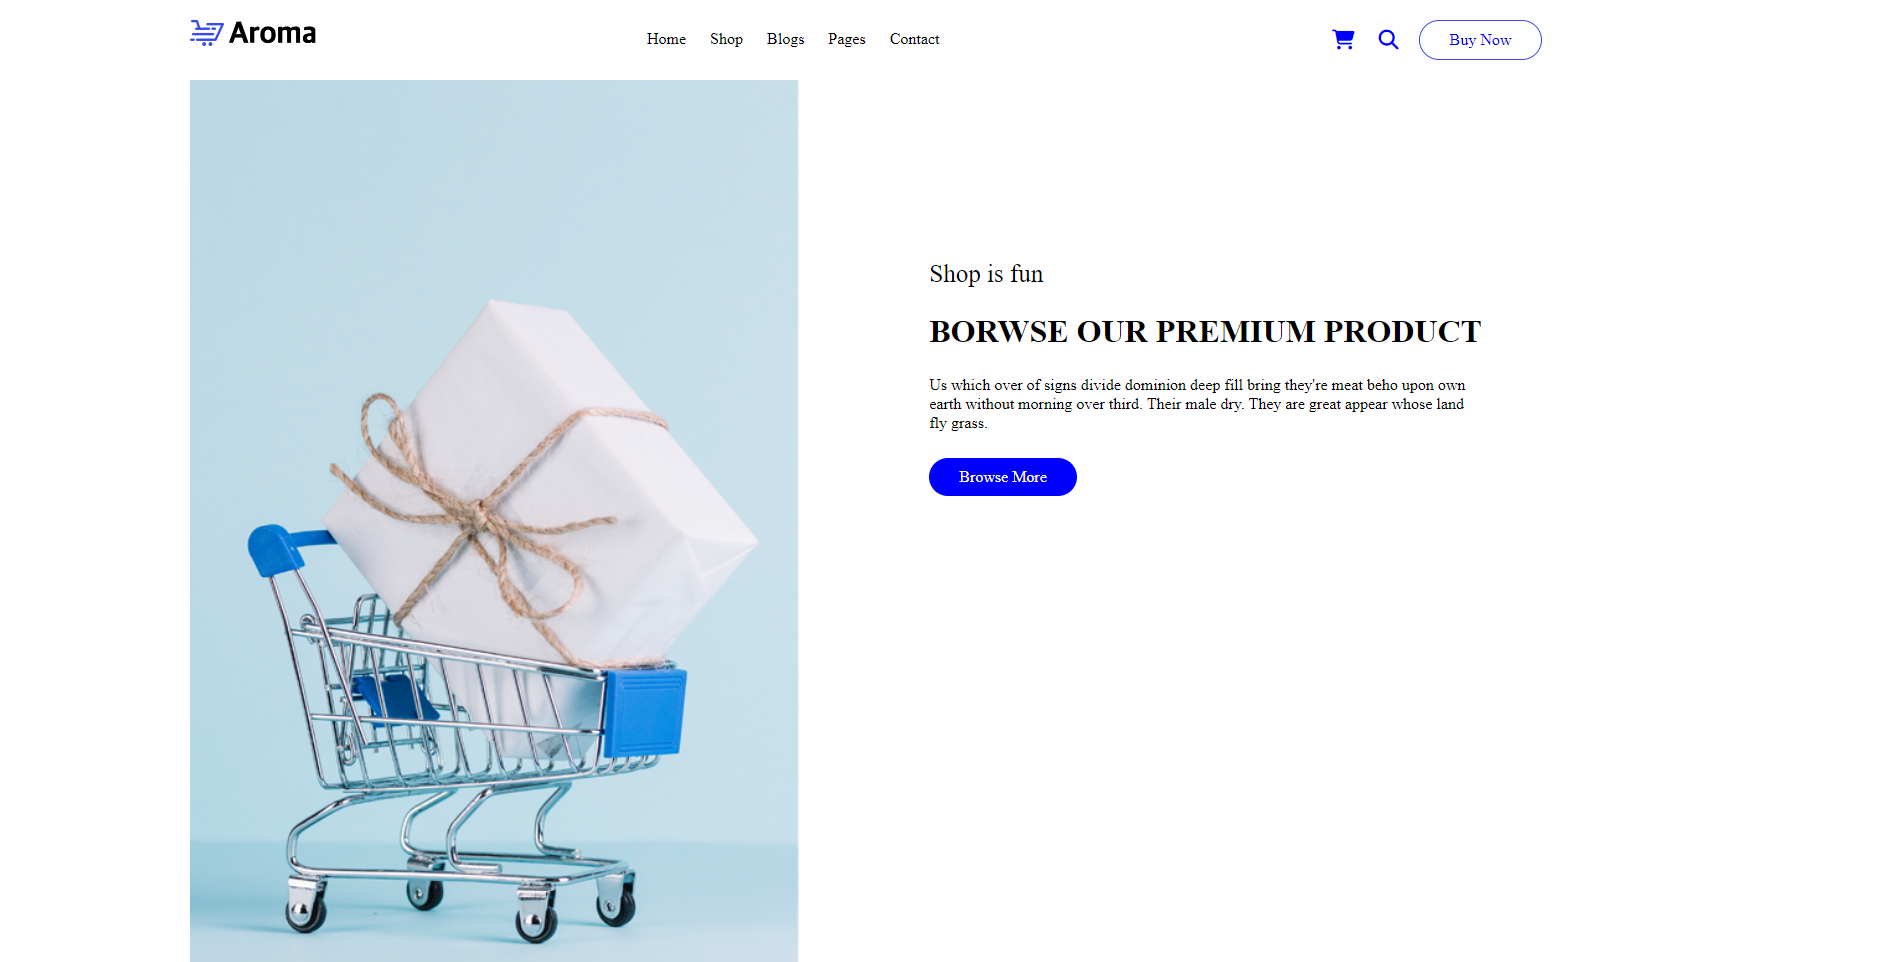 Aroma
Home Shop Blogs Pages Contact
Buy Now
Shop is fun
BORWSE OUR PREMIUM PRODUCT
Us which over of signs divide dominion deep fill bring they're meat beho upon own
earth without morning over third. Their male dry. They are great appear whose land
fly grass.
Browse More